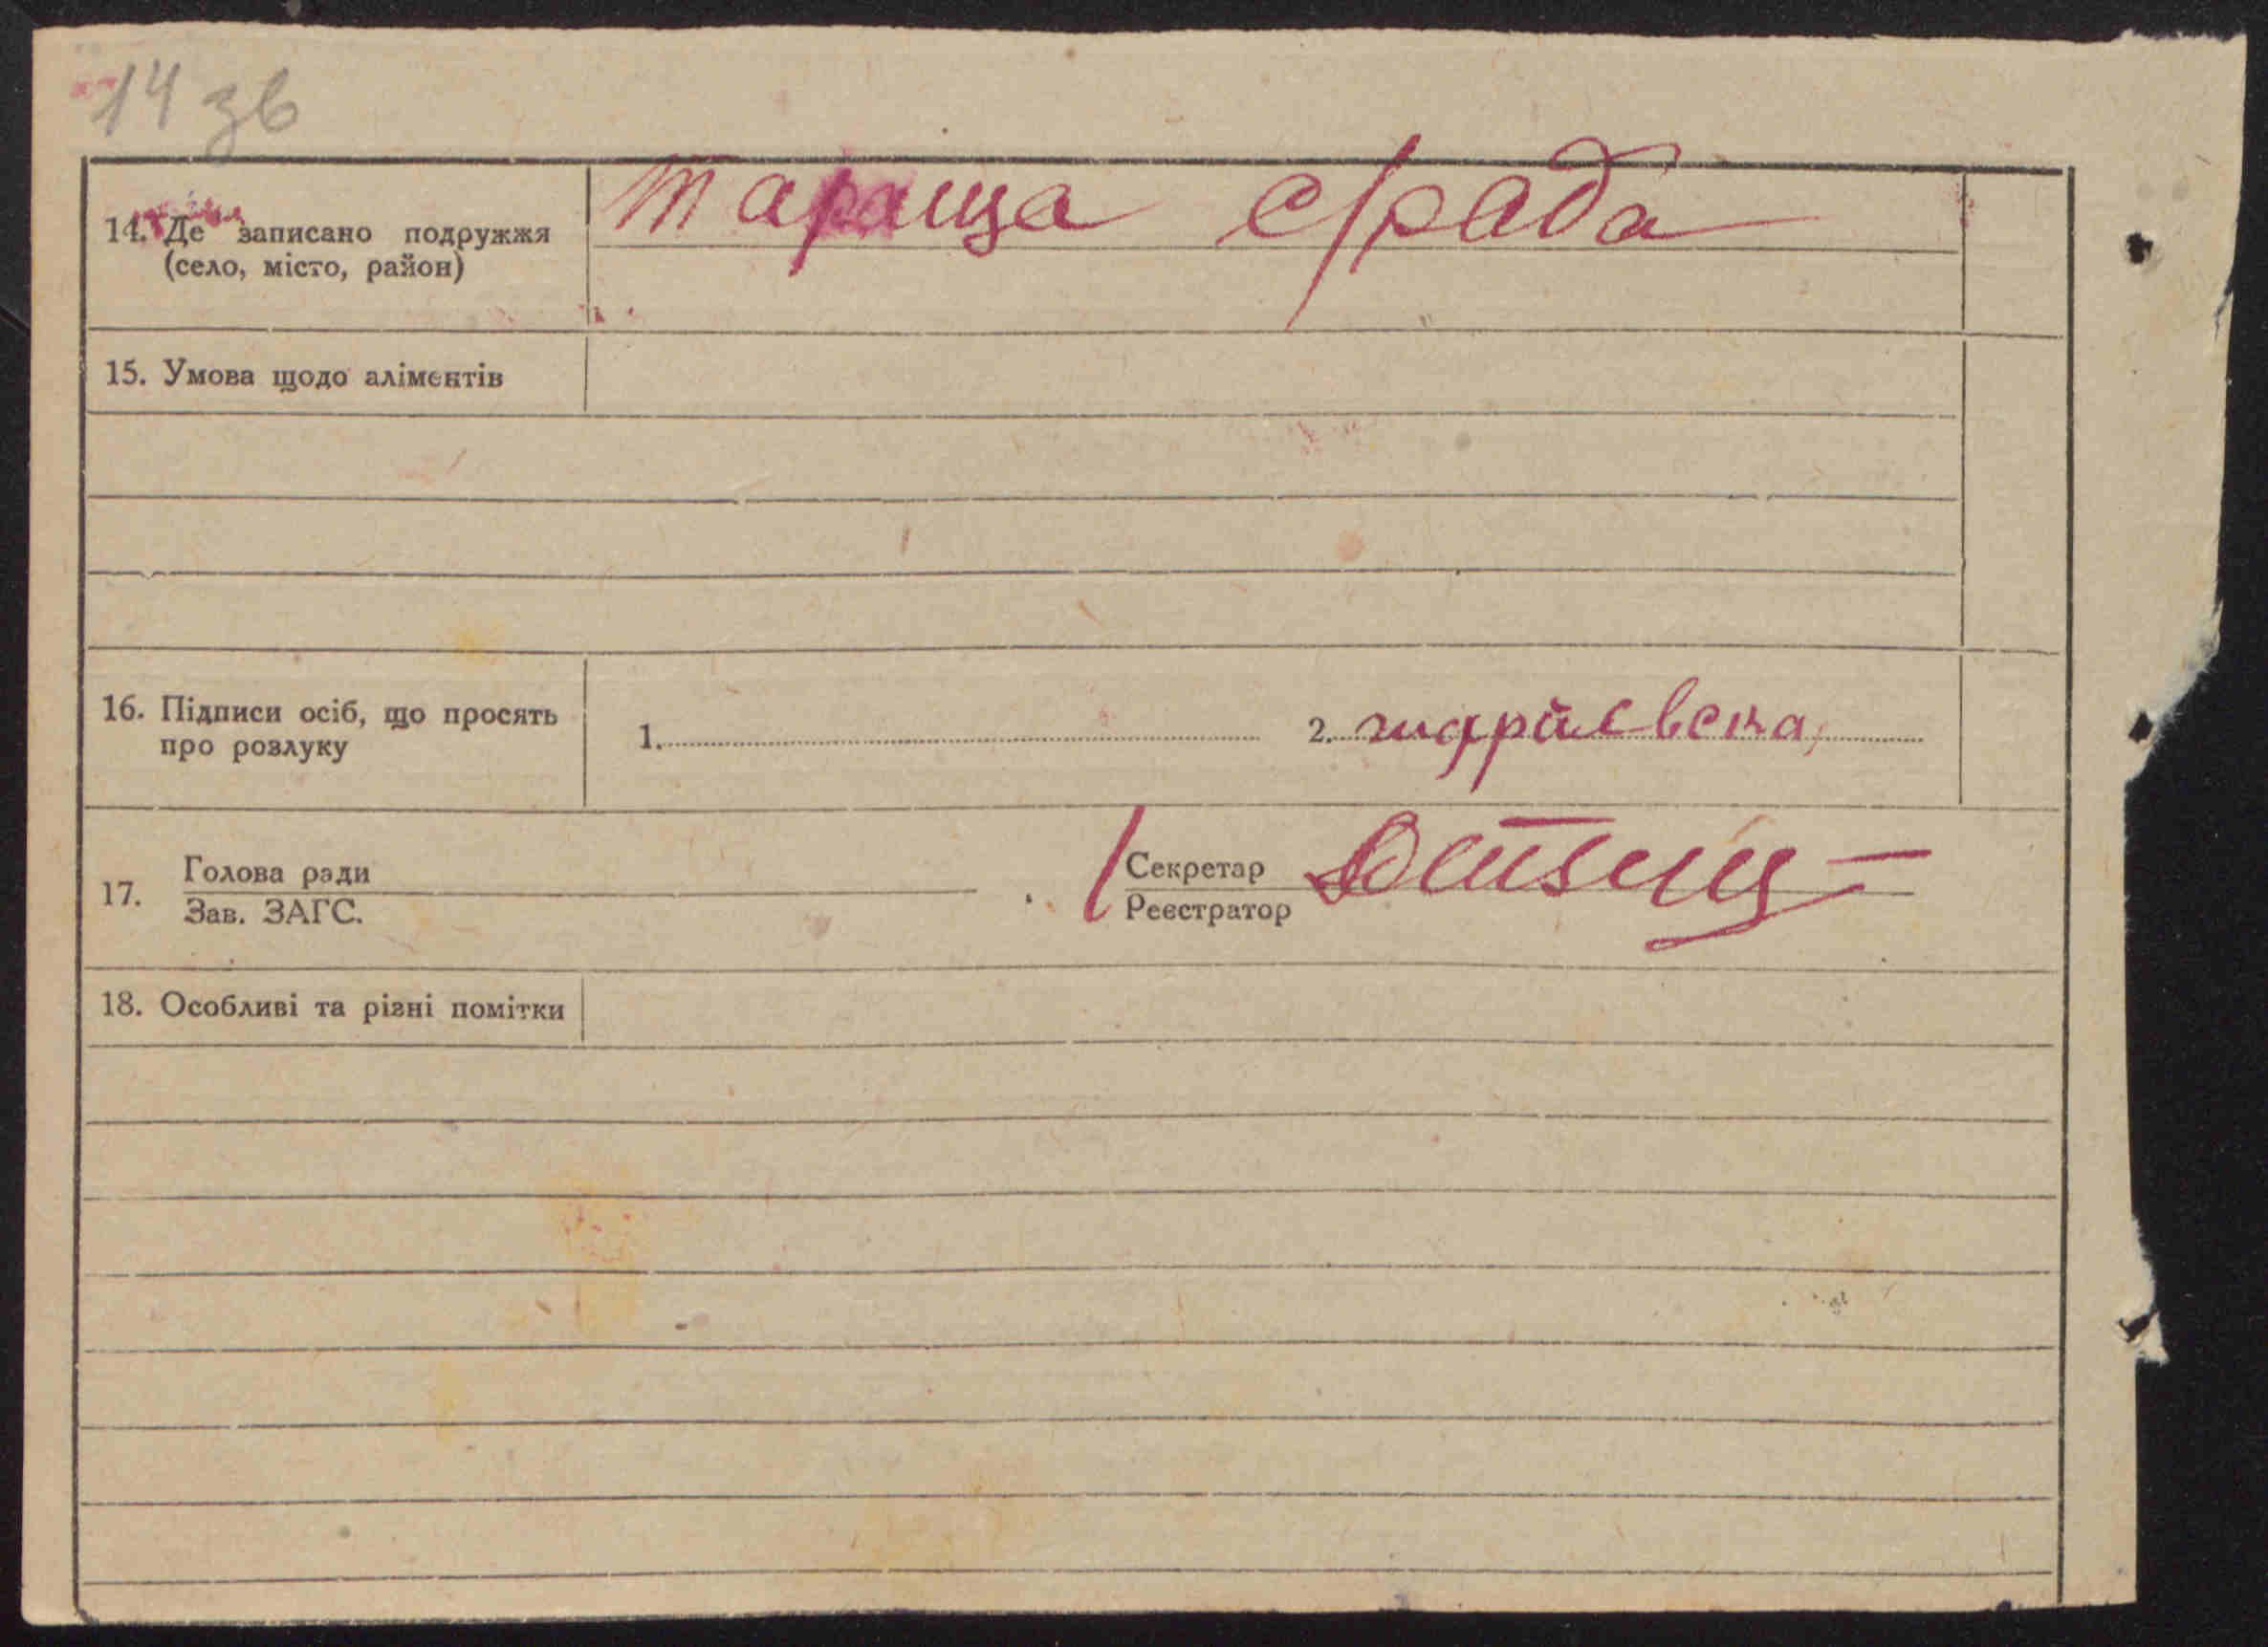 14 зв
Тараща с/рада
14. Де записано подружжя
(село, місто, район)
15. Умова щодо аліментів
16. Підписи осіб, що просять
про розлуку
1. 2.
17. Голова ради
Зав. ЗАГС.
Секретар
Реєстратор
18. Особливі та різні помітки